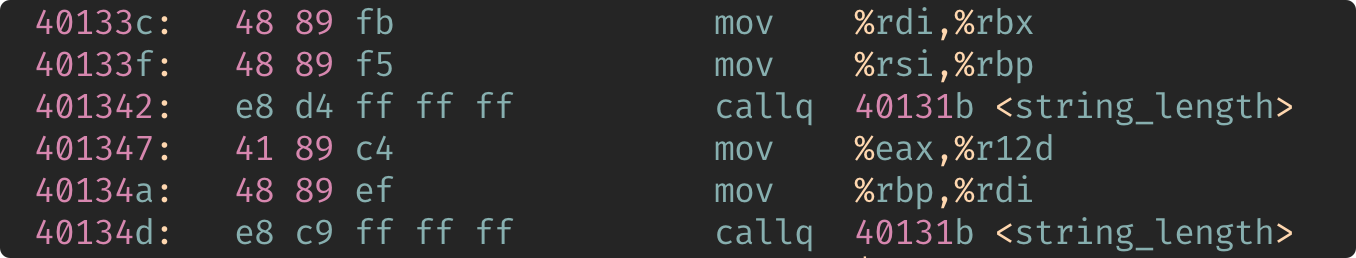 40133c: 48 89 fb mov %rdi,%rbx
40133f: 48 89 f5 mov %rsi,%rbp
401342: e8 d4 ff ff ff callq 40131b <string_length>
401347: 41 89 c4 mov %eax,%r12d
40134a: 48 89 ef mov %rbp,%rdi
40134d: e8 c9 ff ff ff callq 40131b <string_length>